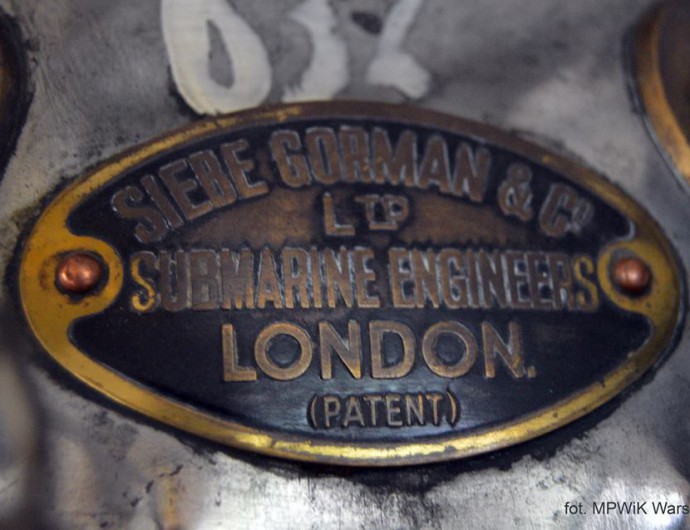 SIEBE GORMAN & Cº
LTD
SUBMARINE ENGINEERS
LONDON.
(PATENT)
fot. MPWiK Wars